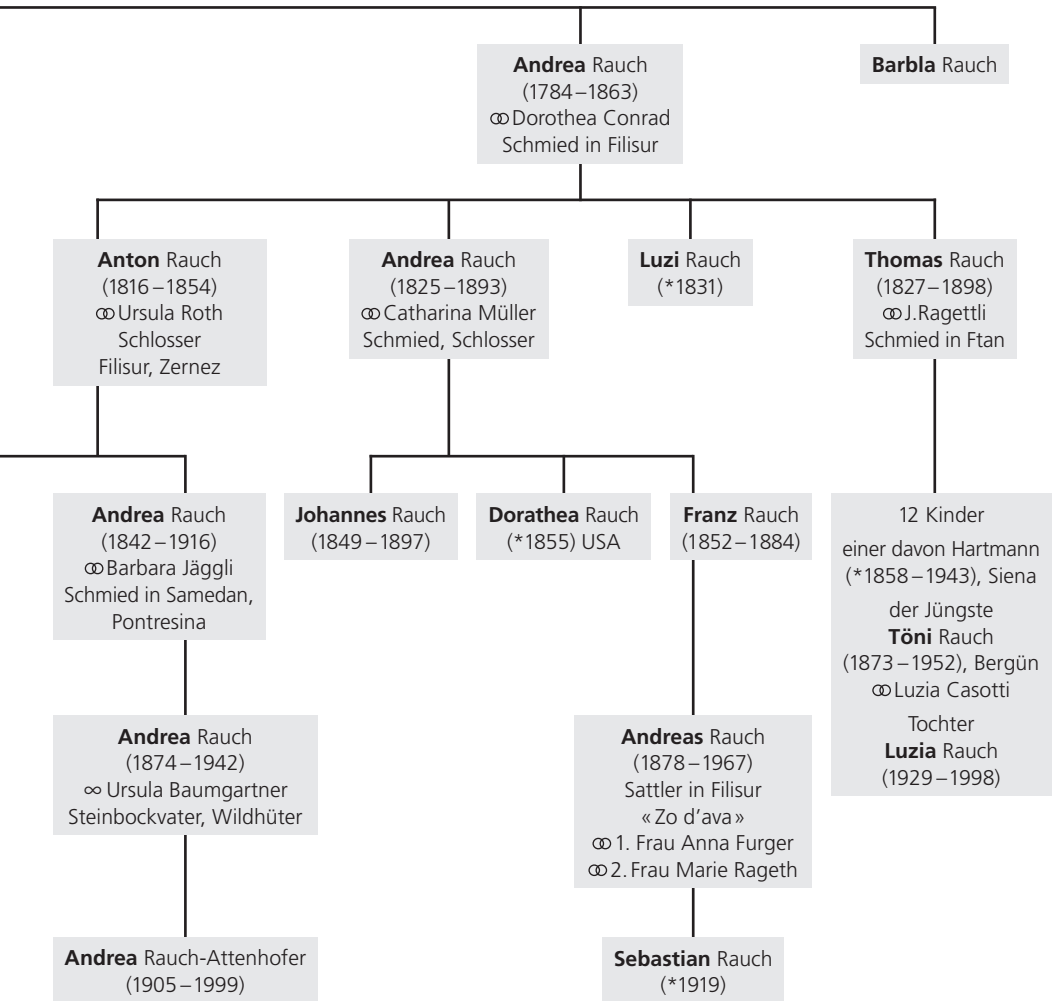 Andrea Rauch
(1784–1863)
⚭ Dorothea Conrad
Schmied in Filisur
Barbla Rauch
Anton Rauch
(1816–1854)
⚭ Ursula Roth
Schlosser
Filisur, Zernez
Andrea Rauch
(1825–1893)
⚭ Catharina Müller
Schmied, Schlosser
Luzi Rauch
(*1831)
Thomas Rauch
(1827–1898)
⚭ J.Ragettli
Schmied in Ftan
Andrea Rauch
(1842–1916)
⚭ Barbara Jäggli
Schmied in Samedan,
Pontresina
Johannes Rauch
(1849–1897)
Dorathea Rauch
(*1855) USA
Franz Rauch
(1852–1884)
12 Kinder
einer davon Hartmann
(*1858–1943), Siena
der Jüngste
Töni Rauch
(1873–1952), Bergün
⚭ Luzia Casotti
Tochter
Luzia Rauch
(1929–1998)
Andrea Rauch
(1874–1942)
∞ Ursula Baumgartner
Steinbockvater, Wildhüter
Andreas Rauch
(1878–1967)
Sattler in Filisur
«Zo d'ava»
⚭ 1. Frau Anna Furger
⚭ 2. Frau Marie Rageth
Andrea Rauch-Attenhofer
(1905–1999)
Sebastian Rauch
(*1919)